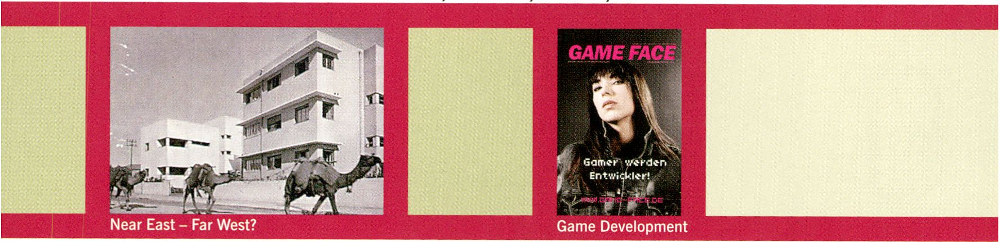 GAME FACE
Gamer werden
Entwickler!
WWW.GAME-FACE.DE
Near East – Far West?
Game Development